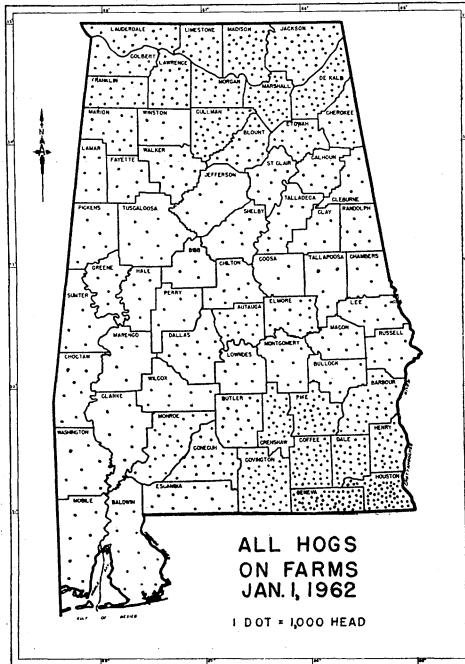 LAUDERDALE
LIMESTONE
MADISON
JACKSON
COLBERT
LAWRENCE
FRANKLIN
MORGAN
MARSHALL
DE KALB
MARION
WINSTON
CULLMAN
BLOUNT
ETOWAH
CHEROKEE
LAMAR
FAYETTE
WALKER
JEFFERSON
ST CLAIR
CALHOUN
CLEBURNE
PICKENS
TUSCALOOSA
SHELBY
TALLADEGA
CLAY
RANDOLPH
BIBB
GREENE
HALE
CHILTON
COOSA
TALLAPOOSA
CHAMBERS
SUMTER
PERRY
AUTAUGA
ELMORE
LEE
MARENGO
DALLAS
MACON
RUSSELL
CHOCTAW
LOWNDES
MONTGOMERY
BULLOCK
WILCOX
BARBOUR
CLARKE
MONROE
BUTLER
PIKE
WASHINGTON
CRENSHAW
COFFEE
DALE
HENRY
CONECUH
COVINGTON
HOUSTON
ESCAMBIA
GENEVA
MOBILE
BALDWIN
GULF OF MEXICO
ALL HOGS
ON FARMS
JAN. 1, 1962
1 DOT = 1,000 HEAD